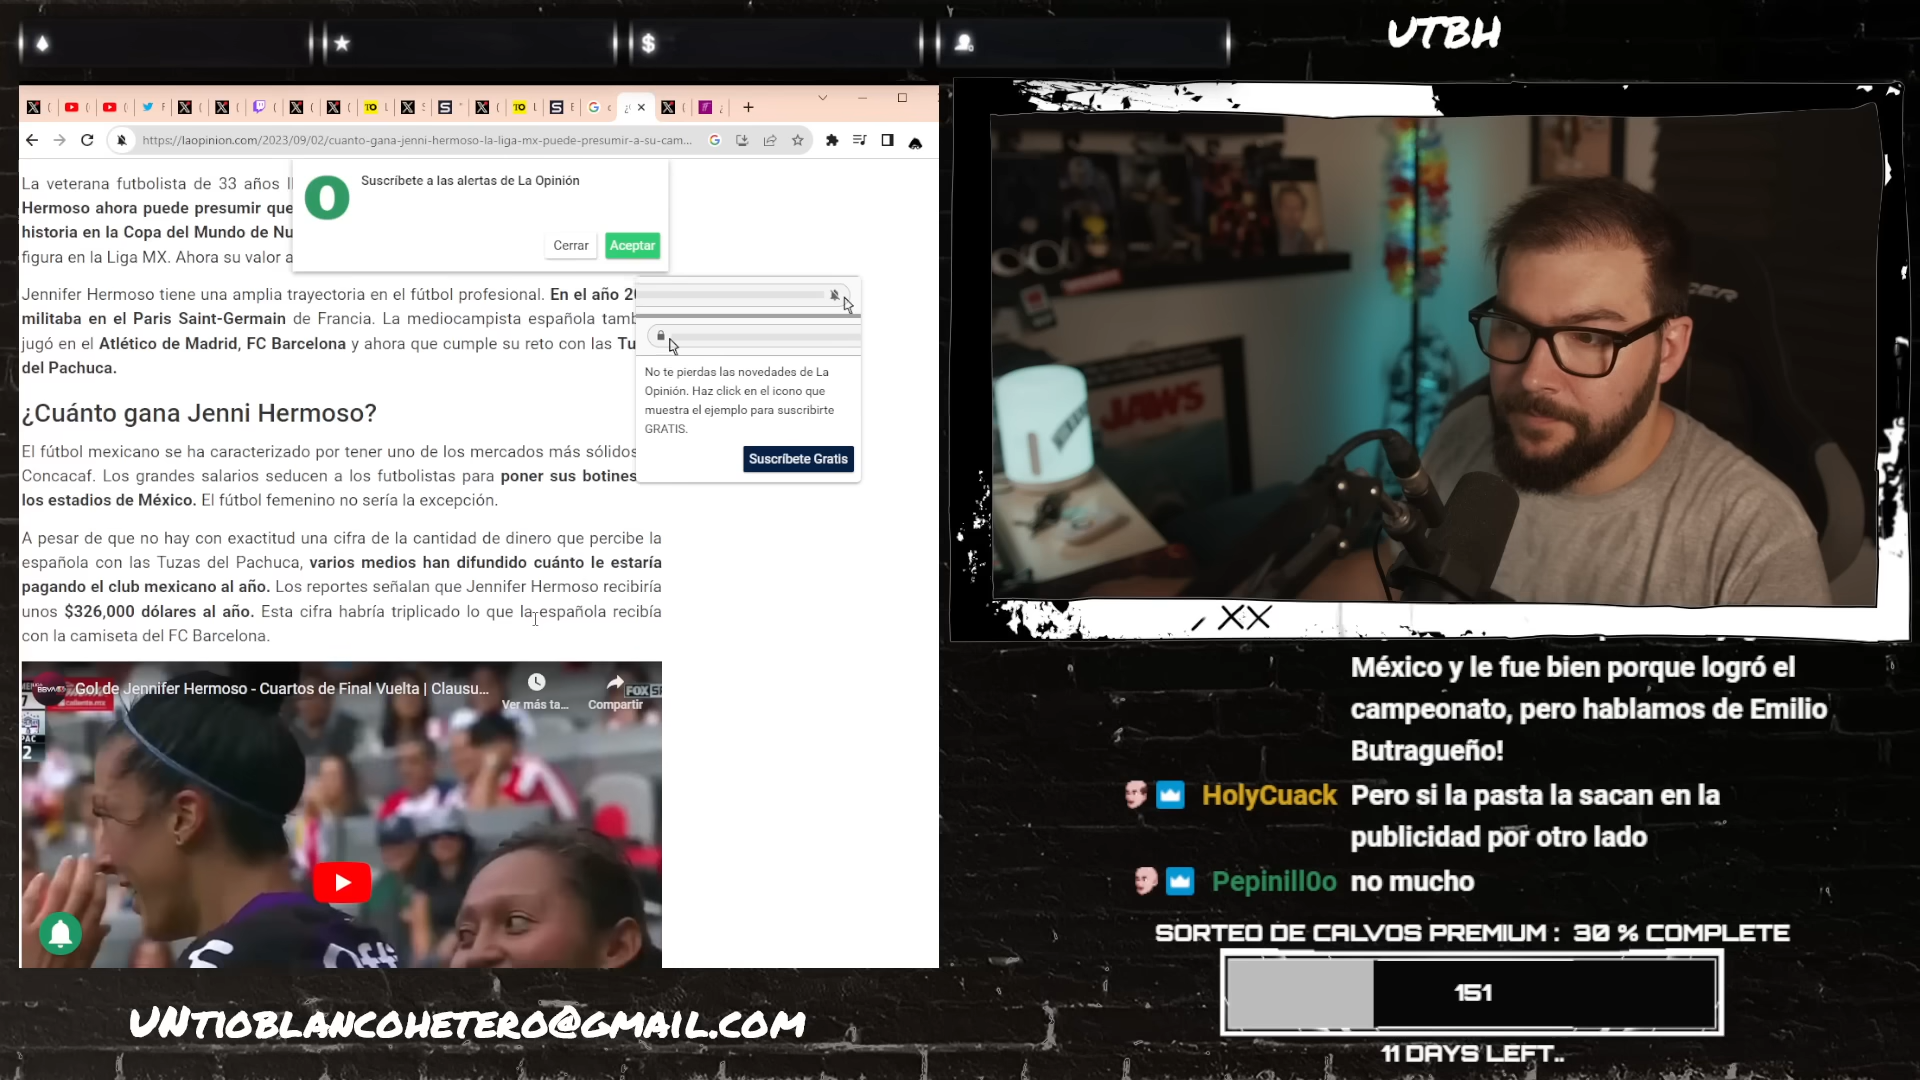 UTBH
https://laopinion.com/2023/09/02/cuanto-gana-jenni-hermoso-la-liga-mx-puede-presumir-a-su-cam...
La veterana futbolista de 33 años
Hermoso ahora puede presumir que
historia en la Copa del Mundo de
figura en la Liga MX. Ahora su valor a
Suscríbete a las alertas de La Opinión
Cerrar
Aceptar
Jennifer Hermoso tiene una amplia trayectoria en el fútbol profesional. En el año
militaba en el Paris Saint-Germain de Francia. La mediocampista española
jugó en el Atlético de Madrid, FC Barcelona y ahora que cumple su reto con las
del Pachuca.
No te pierdas las novedades de La
Opinión. Haz click en el icono que
muestra el ejemplo para suscribirte
GRATIS.
Suscríbete Gratis
¿Cuánto gana Jenni Hermoso?
El fútbol mexicano se ha caracterizado por tener uno de los mercados más sólidos
Concacaf. Los grandes salarios seducen a los futbolistas para poner sus botines
los estadios de México. El fútbol femenino no sería la excepción.
A pesar de que no hay con exactitud una cifra de la cantidad de dinero que percibe la
española con las Tuzas del Pachuca, varios medios han difundido cuánto le estaría
pagando el club mexicano al año. Los reportes señalan que Jennifer Hermoso recibiría
unos $326,000 dólares al año. Esta cifra habría triplicado lo que la española recibía
con la camiseta del FC Barcelona.
Gol de Jennifer Hermoso - Cuartos de Final Vuelta | Clausu...
Ver más ta...
Compartir
BBVA
PAC
2
JAWS
XX
México y le fue bien porque logró el
campeonato, pero hablamos de Emilio
Butragueño!
HolyCuack Pero si la pasta la sacan en la
publicidad por otro lado
Pepinill0o no mucho
SORTEO DE CALVOS PREMIUM : 30 % COMPLETE
151
11 DAYS LEFT..
UNTIOBLANCOHETERO@GMAIL.COM